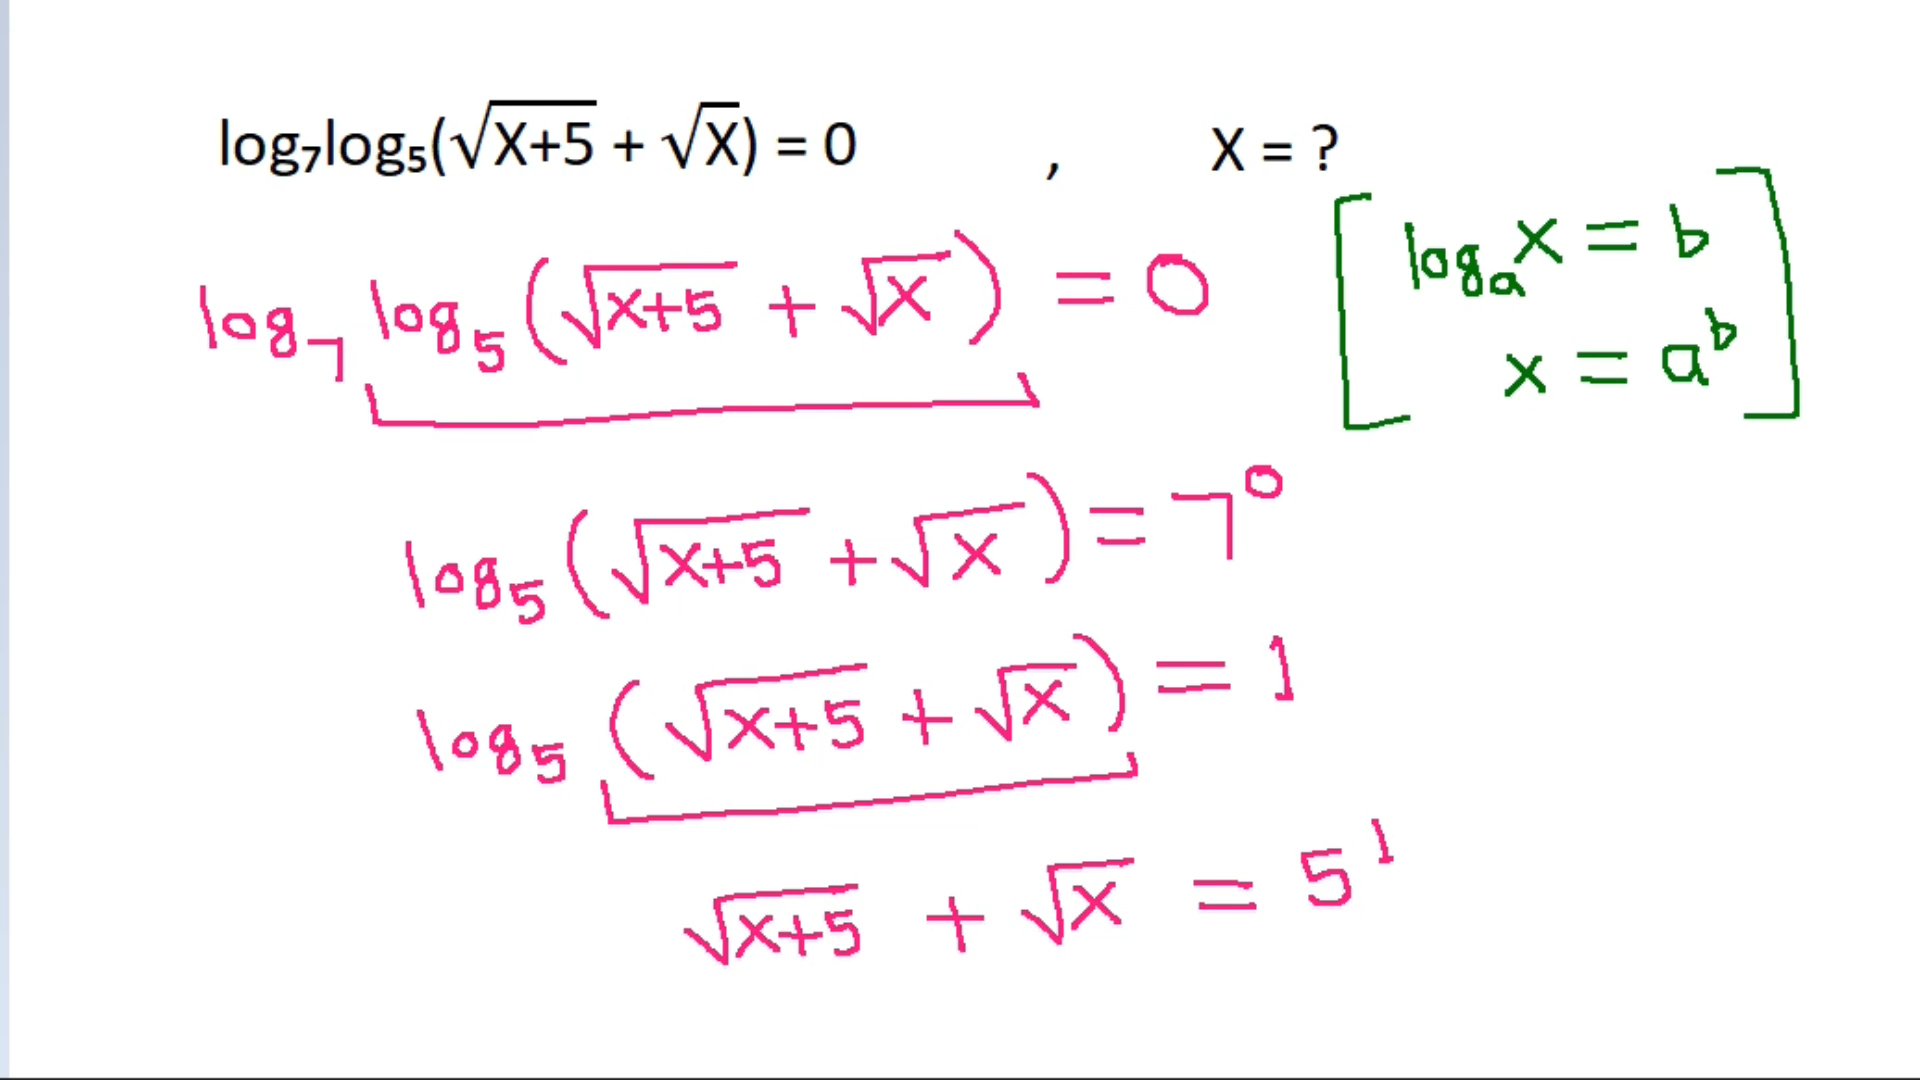 log₇log₅(√X+5 + √X) = 0 , X = ?
log₇ log₅ (√x+5 + √x) = 0
[ logₐx = b
x = aᵇ ]
log₅ (√x+5 + √x) = 7⁰
log₅ (√x+5 + √x) = 1
√x+5 + √x = 5¹